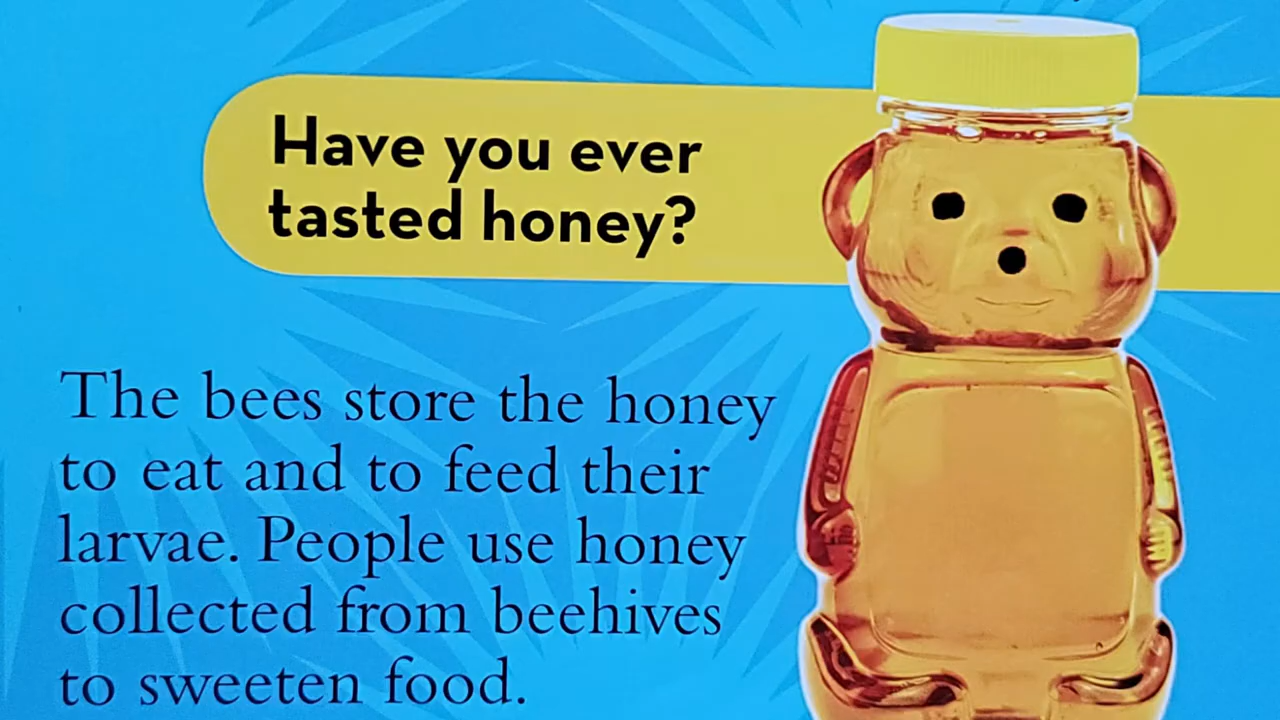 Have you ever
tasted honey?
The bees store the honey
to eat and to feed their
larvae. People use honey
collected from beehives
to sweeten food.